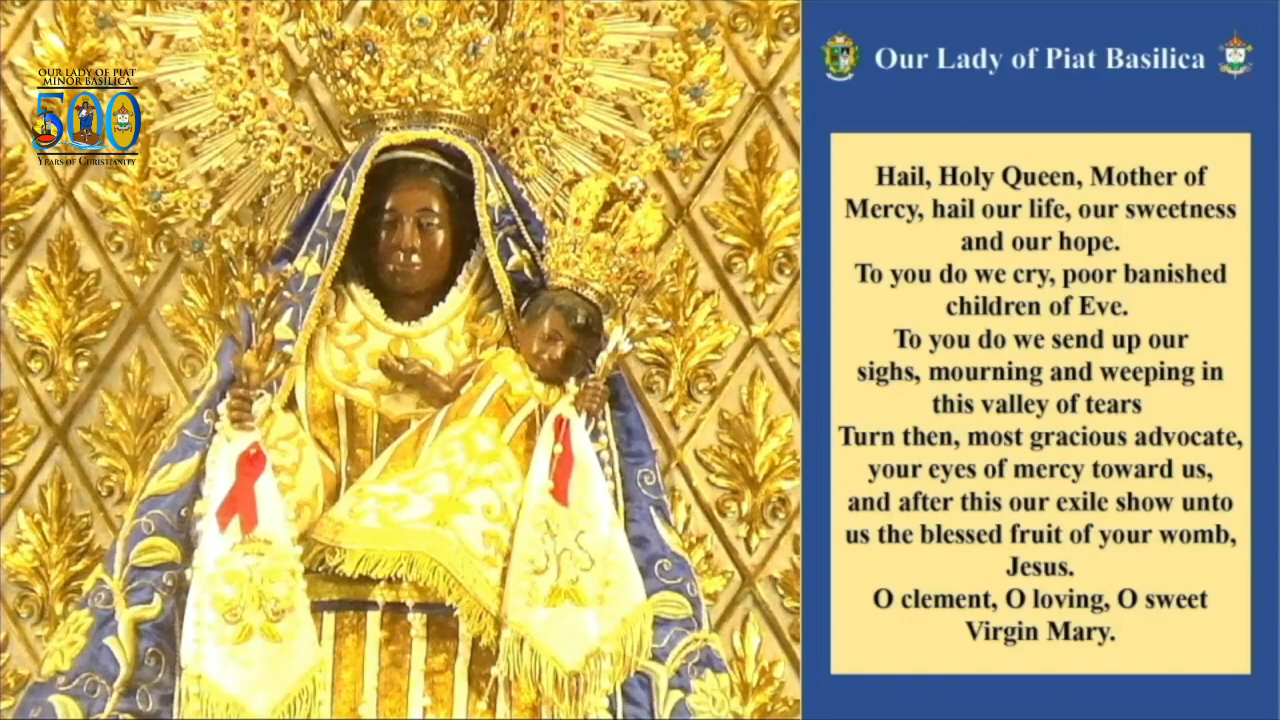 OUR LADY OF PIAT
MINOR BASILICA
500
YEARS OF CHRISTIANITY
Our Lady of Piat Basilica
Hail, Holy Queen, Mother of
Mercy, hail our life, our sweetness
and our hope.
To you do we cry, poor banished
children of Eve.
To you do we send up our
sighs, mourning and weeping in
this valley of tears
Turn then, most gracious advocate,
your eyes of mercy toward us,
and after this our exile show unto
us the blessed fruit of your womb,
Jesus.
O clement, O loving, O sweet
Virgin Mary.